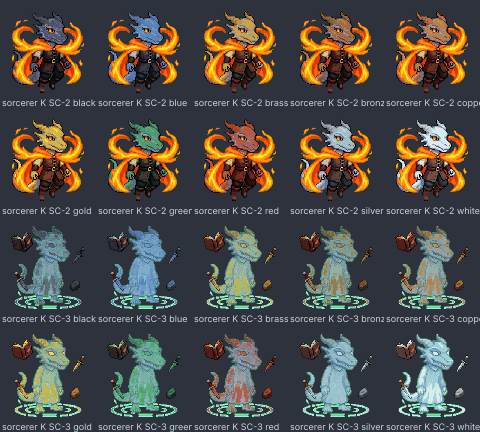 sorcerer K SC-2 black
sorcerer K SC-2 blue
sorcerer K SC-2 brass
sorcerer K SC-2 bronz
sorcerer K SC-2 coppe
sorcerer K SC-2 gold
sorcerer K SC-2 greer
sorcerer K SC-2 red
sorcerer K SC-2 silver
sorcerer K SC-2 white
sorcerer K SC-3 black
sorcerer K SC-3 blue
sorcerer K SC-3 brass
sorcerer K SC-3 bronz
sorcerer K SC-3 coppe
sorcerer K SC-3 gold
sorcerer K SC-3 greer
sorcerer K SC-3 red
sorcerer K SC-3 silver
sorcerer K SC-3 white